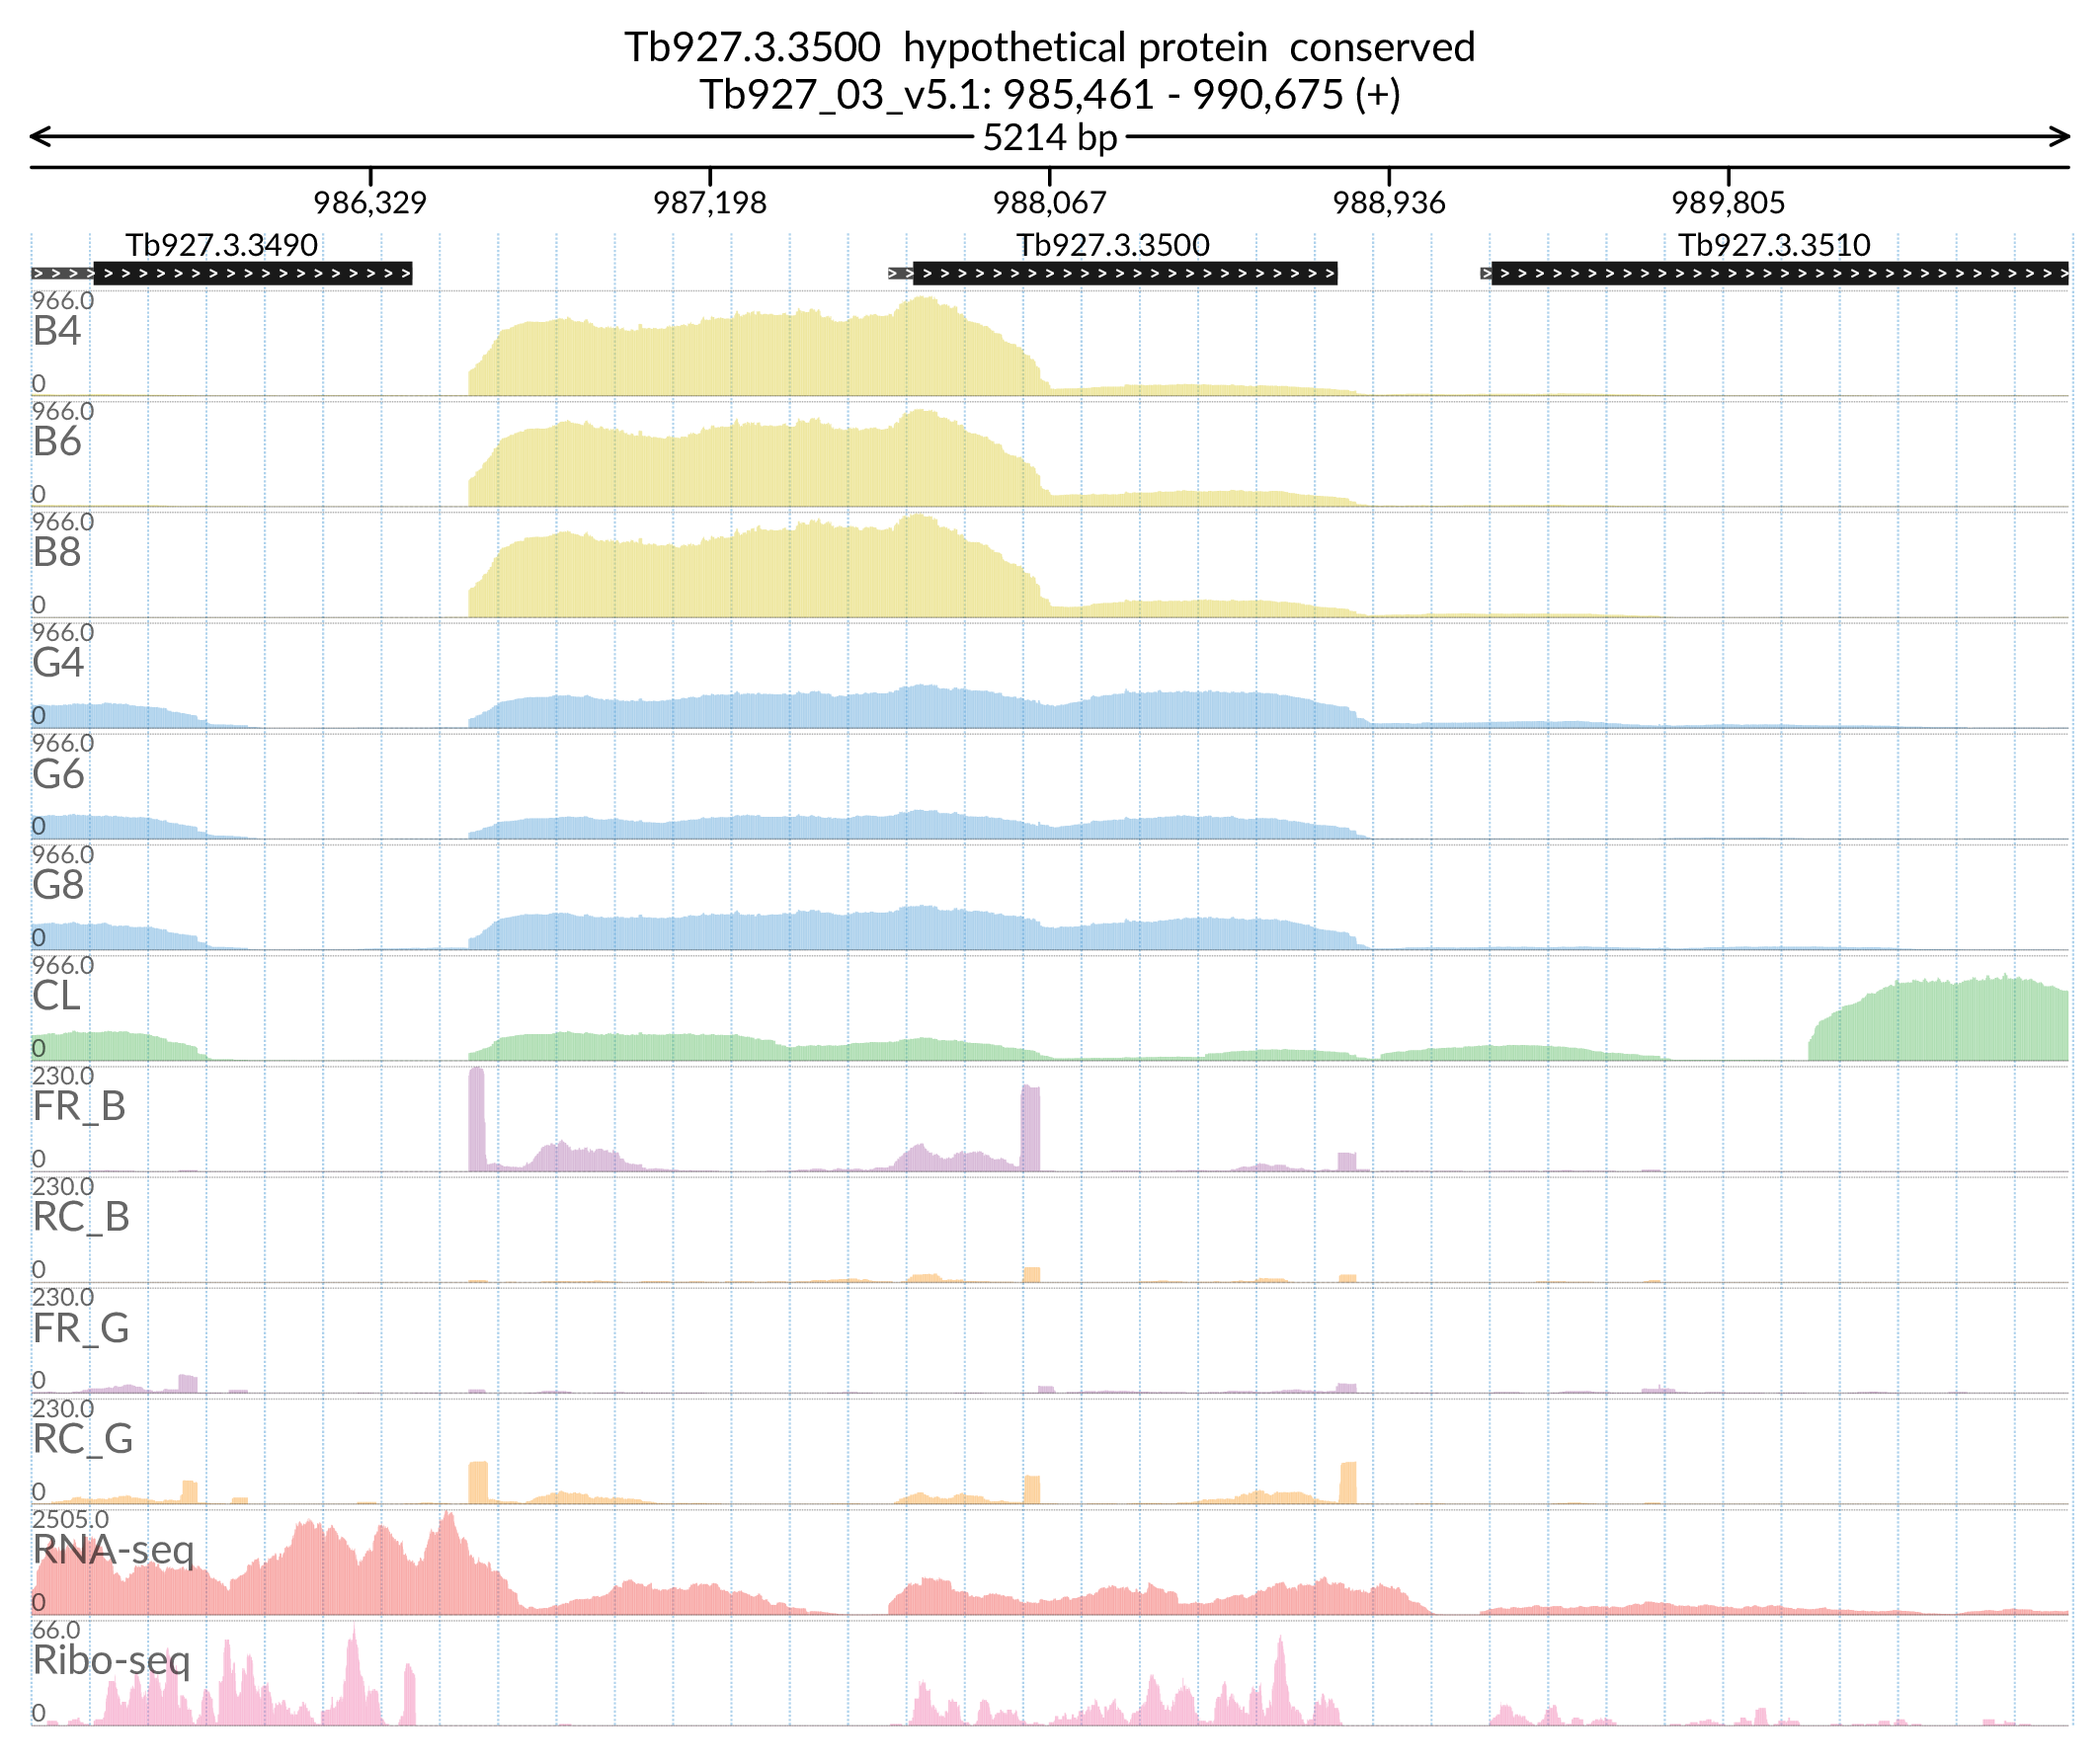 Tb927.3.3500  hypothetical protein  conserved
Tb927_03_v5.1: 985,461 - 990,675 (+)
5214 bp
986,329 987,198 988,067 988,936 989,805
Tb927.3.3490 Tb927.3.3500 Tb927.3.3510
966.0
B4
0
966.0
B6
0
966.0
B8
0
966.0
G4
0
966.0
G6
0
966.0
G8
0
966.0
CL
0
230.0
FR_B
0
230.0
RC_B
0
230.0
FR_G
0
230.0
RC_G
0
2505.0
RNA-seq
0
66.0
Ribo-seq
0